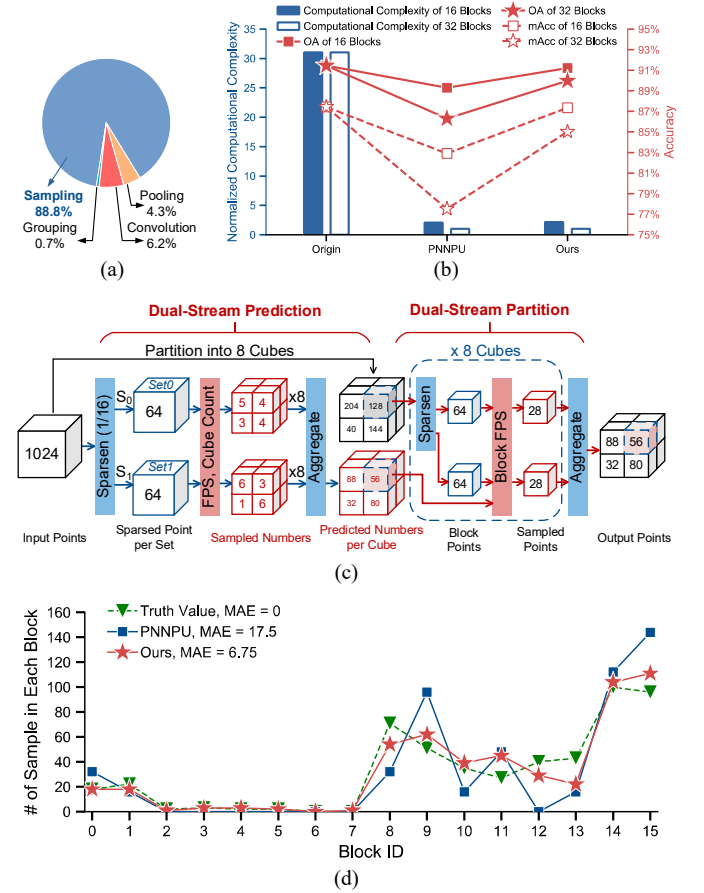 Sampling
88.8%
Grouping
0.7%
Pooling
4.3%
Convolution
6.2%
(a)
Computational Complexity of 16 Blocks
Computational Complexity of 32 Blocks
OA of 16 Blocks
OA of 32 Blocks
mAcc of 16 Blocks
mAcc of 32 Blocks
Normalized Computational Complexity
35
30
25
20
15
10
5
0
Origin
PNNPU
Ours
95%
93%
91%
89%
87%
85%
83%
81%
79%
77%
75%
Accuracy
(b)
Dual-Stream Prediction
Dual-Stream Partition
Partition into 8 Cubes
x 8 Cubes
1024
Sparsen (1/16)
S0
Set0
64
S1
Set1
64
FPS, Cube Count
5 4
3 4
x8
6 3
1 6
x8
Aggregate
204 128
40 144
88 56
32 80
Sparsen
64
64
Block FPS
28
28
Aggregate
88 56
32 80
Input Points
Sparsed Point
per Set
Sampled Numbers
Predicted Numbers
per Cube
Block
Points
Sampled
Points
Output Points
(c)
Truth Value, MAE = 0
PNNPU, MAE = 17.5
Ours, MAE = 6.75
# of Sample in Each Block
160
140
120
100
80
60
40
20
0
0 1 2 3 4 5 6 7 8 9 10 11 12 13 14 15
Block ID
(d)